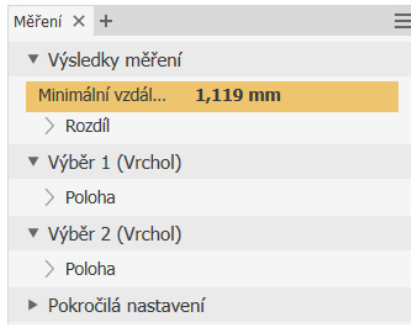 Měření × +
Výsledky měření
Minimální vzdál... 1,119 mm
Rozdíl
Výběr 1 (Vrchol)
Poloha
Výběr 2 (Vrchol)
Poloha
Pokročilá nastavení